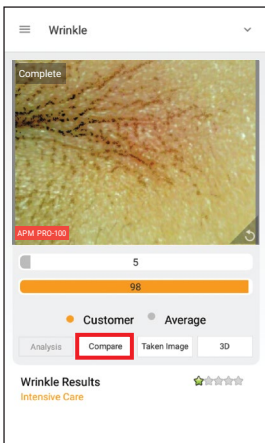 Wrinkle
Complete
APM PRO-100
5
98
Customer Average
Analysis Compare Taken Image 3D
Wrinkle Results
Intensive Care